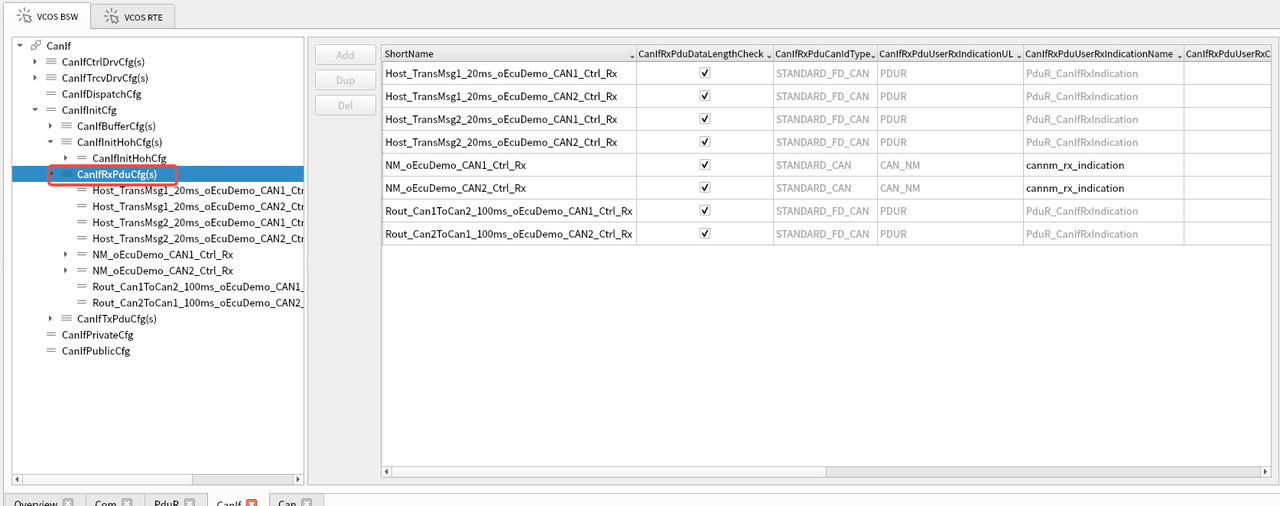 VCOS BSW
VCOS RTE
CanIf
CanIfCtrlDrvCfg(s)
CanIfTrcvDrvCfg(s)
CanIfDispatchCfg
CanIfInitCfg
CanIfBufferCfg(s)
CanIfInitHohCfg(s)
CanIfInitHohCfg
CanIfRxPduCfg(s)
Host_TransMsg1_20ms_oEcuDemo_CAN1_Ctr
Host_TransMsg1_20ms_oEcuDemo_CAN2_Ctr
Host_TransMsg2_20ms_oEcuDemo_CAN1_Ctr
Host_TransMsg2_20ms_oEcuDemo_CAN2_Ctr
NM_oEcuDemo_CAN1_Ctrl_Rx
NM_oEcuDemo_CAN2_Ctrl_Rx
Rout_Can1ToCan2_100ms_oEcuDemo_CAN1_
Rout_Can2ToCan1_100ms_oEcuDemo_CAN2_
CanIfTxPduCfg(s)
CanIfPrivateCfg
CanIfPublicCfg
Add
Dup
Del
ShortName CanIfRxPduDataLengthCheck CanIfRxPduCanIdType CanIfRxPduUserRxIndicationUL CanIfRxPduUserRxIndicationName CanIfRxPduUserRxC
Host_TransMsg1_20ms_oEcuDemo_CAN1_Ctrl_Rx STANDARD_FD_CAN PDUR PduR_CanIfRxIndication
Host_TransMsg1_20ms_oEcuDemo_CAN2_Ctrl_Rx STANDARD_FD_CAN PDUR PduR_CanIfRxIndication
Host_TransMsg2_20ms_oEcuDemo_CAN1_Ctrl_Rx STANDARD_FD_CAN PDUR PduR_CanIfRxIndication
Host_TransMsg2_20ms_oEcuDemo_CAN2_Ctrl_Rx STANDARD_FD_CAN PDUR PduR_CanIfRxIndication
NM_oEcuDemo_CAN1_Ctrl_Rx STANDARD_CAN CAN_NM cannm_rx_indication
NM_oEcuDemo_CAN2_Ctrl_Rx STANDARD_CAN CAN_NM cannm_rx_indication
Rout_Can1ToCan2_100ms_oEcuDemo_CAN1_Ctrl_Rx STANDARD_FD_CAN PDUR PduR_CanIfRxIndication
Rout_Can2ToCan1_100ms_oEcuDemo_CAN2_Ctrl_Rx STANDARD_FD_CAN PDUR PduR_CanIfRxIndication
Overview Com PduR CanIf Can